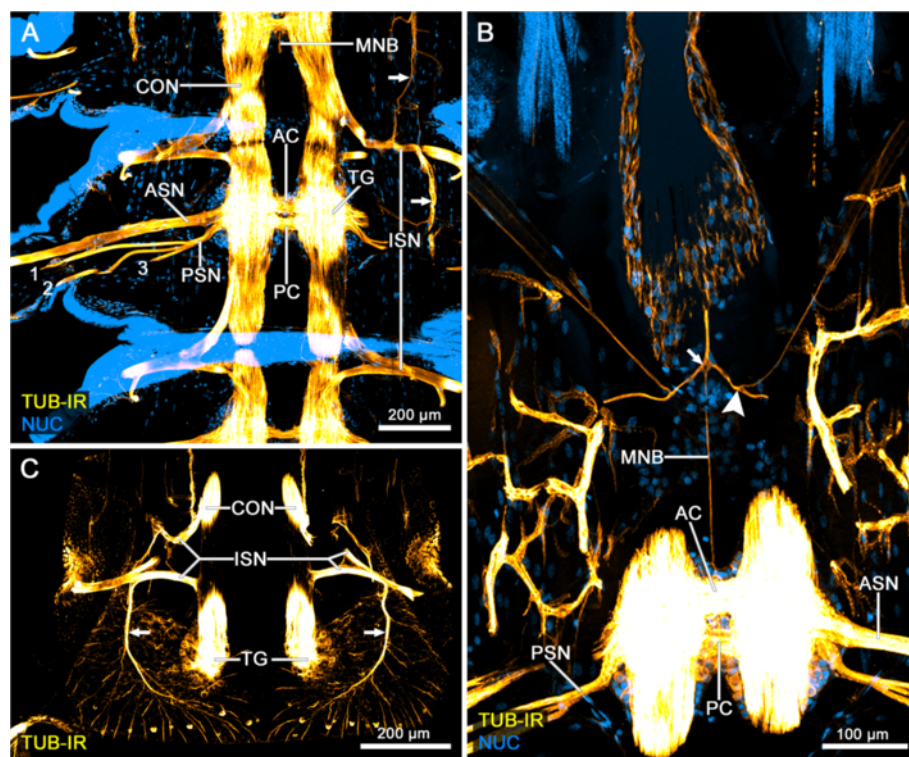 A
MNB
CON
AC
ASN
TG
ISN
1
3
PSN
2
PC
TUB-IR
NUC
200 µm
B
MNB
AC
ASN
PSN
PC
TUB-IR
NUC
100 µm
C
CON
ISN
TG
TUB-IR
200 µm